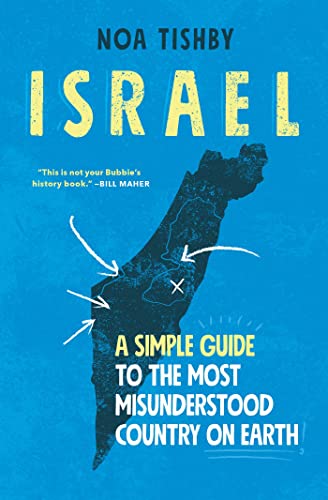 NOA TISHBY
ISRAEL
"This is not your Bubbie's
history book." –BILL MAHER
A SIMPLE GUIDE
TO THE MOST
MISUNDERSTOOD
COUNTRY ON EARTH!